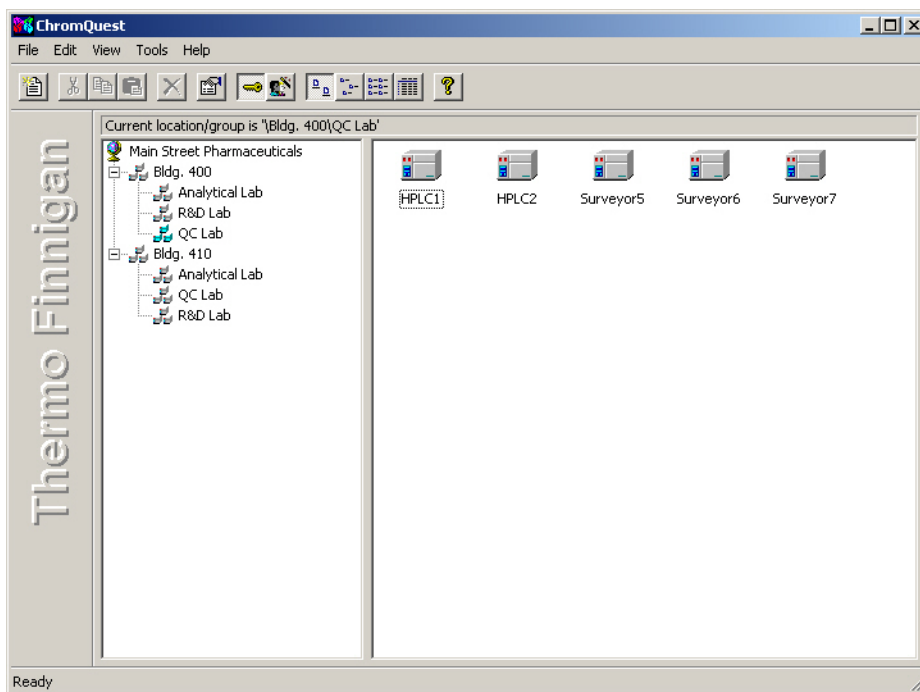 ChromQuest
File Edit View Tools Help
Current location/group is '\Bldg. 400\QC Lab'
Thermo Finnigan
Main Street Pharmaceuticals
Bldg. 400
Analytical Lab
R&D Lab
QC Lab
Bldg. 410
Analytical Lab
QC Lab
R&D Lab
HPLC1 HPLC2 Surveyor5 Surveyor6 Surveyor7
Ready